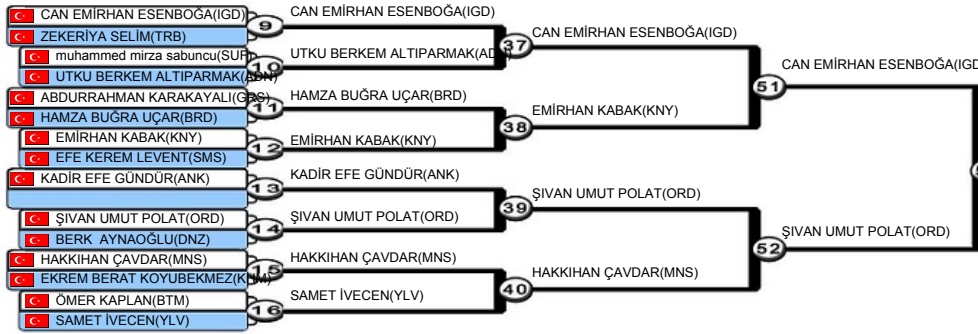 CAN EMİRHAN ESENBOĞA(IGD)
ZEKERİYA SELİM(TRB)
9
CAN EMİRHAN ESENBOĞA(IGD)
muhammed mirza sabuncu(SUP)
UTKU BERKEM ALTIPARMAK(ADN)
10
UTKU BERKEM ALTIPARMAK(ADN)
37
CAN EMİRHAN ESENBOĞA(IGD)
ABDURRAHMAN KARAKAYALI(GRS)
HAMZA BUĞRA UÇAR(BRD)
11
HAMZA BUĞRA UÇAR(BRD)
EMİRHAN KABAK(KNY)
EFE KEREM LEVENT(SMS)
12
EMİRHAN KABAK(KNY)
38
EMİRHAN KABAK(KNY)
51
CAN EMİRHAN ESENBOĞA(IGD
KADİR EFE GÜNDÜR(ANK)
13
KADİR EFE GÜNDÜR(ANK)
ŞIVAN UMUT POLAT(ORD)
BERK AYNAOĞLU(DNZ)
14
ŞIVAN UMUT POLAT(ORD)
39
ŞIVAN UMUT POLAT(ORD)
HAKKIHAN ÇAVDAR(MNS)
EKREM BERAT KOYUBEKMEZ(KHM)
15
HAKKIHAN ÇAVDAR(MNS)
ÖMER KAPLAN(BTM)
SAMET İVECEN(YLV)
16
SAMET İVECEN(YLV)
40
HAKKIHAN ÇAVDAR(MNS)
52
ŞIVAN UMUT POLAT(ORD)